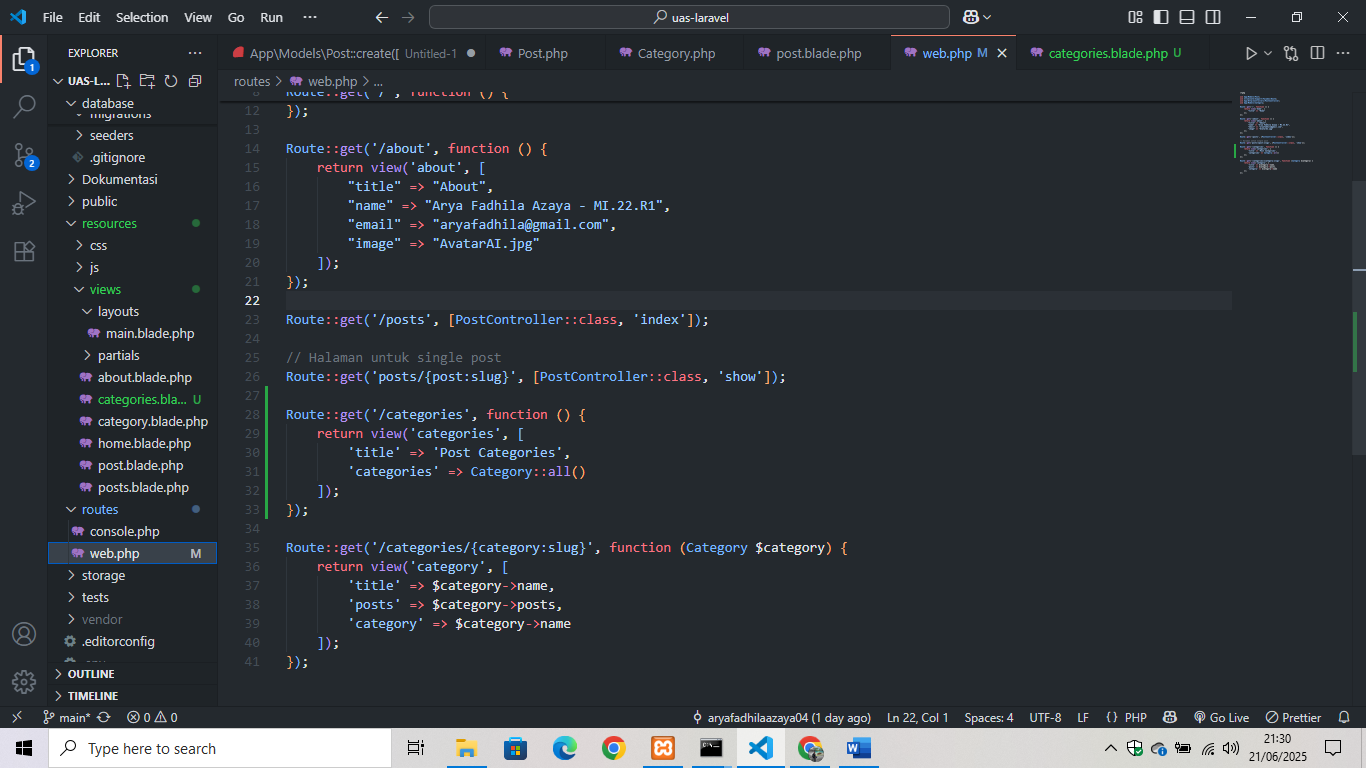 File Edit Selection View Go Run ··· uas-laravel
EXPLORER ···
App\Models\Post::create([ Untitled-1 Post.php Category.php post.blade.php web.php M categories.blade.php U
UAS-L...
routes > web.php > ...
database
migrations
seeders
.gitignore
Dokumentasi
public
resources
css
js
views
layouts
main.blade.php
partials
about.blade.php
categories.bla... U
category.blade.php
home.blade.php
post.blade.php
posts.blade.php
routes
console.php
web.php M
storage
tests
vendor
.editorconfig
.env
OUTLINE
TIMELINE
1
2
8 Route::get('/', function () {
12 });
13
14 Route::get('/about', function () {
15 return view('about', [
16 "title" => "About",
17 "name" => "Arya Fadhila Azaya - MI.22.R1",
18 "email" => "aryafadhila@gmail.com",
19 "image" => "AvatarAI.jpg"
20 ]);
21 });
22
23 Route::get('/posts', [PostController::class, 'index']);
24
25 // Halaman untuk single post
26 Route::get('posts/{post:slug}', [PostController::class, 'show']);
27
28 Route::get('/categories', function () {
29 return view('categories', [
30 'title' => 'Post Categories',
31 'categories' => Category::all()
32 ]);
33 });
34
35 Route::get('/categories/{category:slug}', function (Category $category) {
36 return view('category', [
37 'title' => $category->name,
38 'posts' => $category->posts,
39 'category' => $category->name
40 ]);
41 });
main* 0 0 aryafadhilaazaya04 (1 day ago) Ln 22, Col 1 Spaces: 4 UTF-8 LF {} PHP Go Live Prettier
Type here to search
21:30
21/06/2025